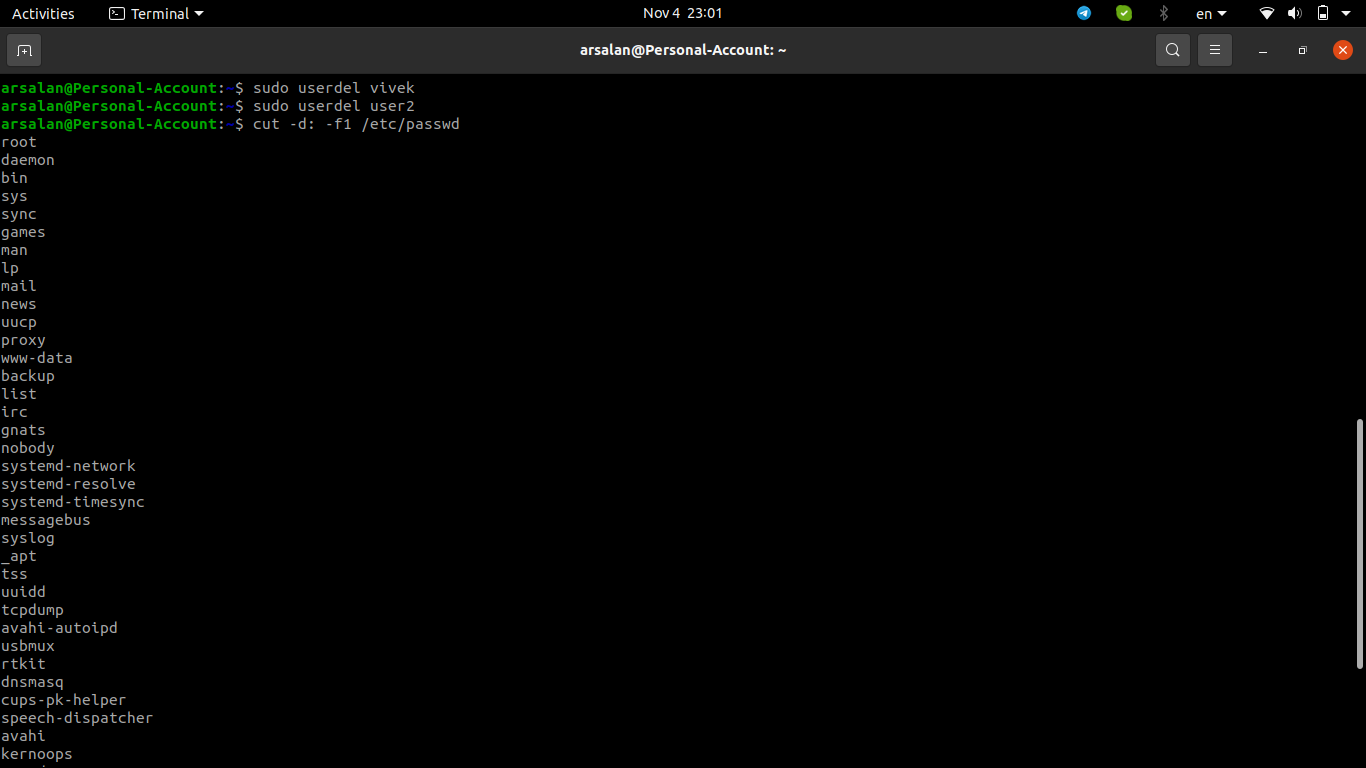 Activities Terminal Nov 4 23:01 en
arsalan@Personal-Account: ~
arsalan@Personal-Account:~$ sudo userdel vivek
arsalan@Personal-Account:~$ sudo userdel user2
arsalan@Personal-Account:~$ cut -d: -f1 /etc/passwd
root
daemon
bin
sys
sync
games
man
lp
mail
news
uucp
proxy
www-data
backup
list
irc
gnats
nobody
systemd-network
systemd-resolve
systemd-timesync
messagebus
syslog
_apt
tss
uuidd
tcpdump
avahi-autoipd
usbmux
rtkit
dnsmasq
cups-pk-helper
speech-dispatcher
avahi
kernoops